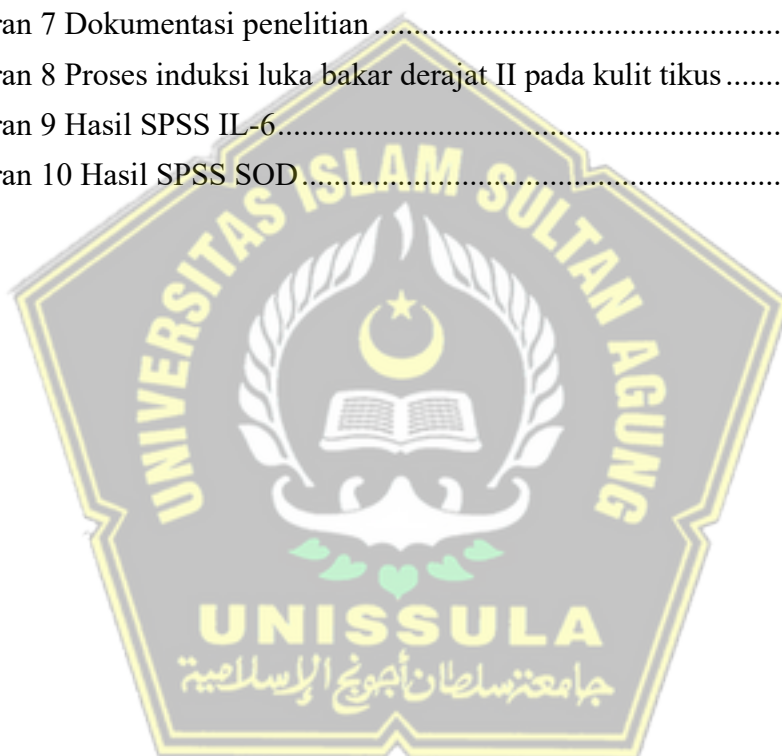 ran 7 Dokumentasi penelitian
ran 8 Proses induksi luka bakar derajat II pada kulit tikus
ran 9 Hasil SPSS IL-6
ran 10 Hasil SPSS SOD
UNIVERSITAS ISLAM SULTAN AGUNG
UNISSULA
جامعة سلطان أجونج الإسلامية